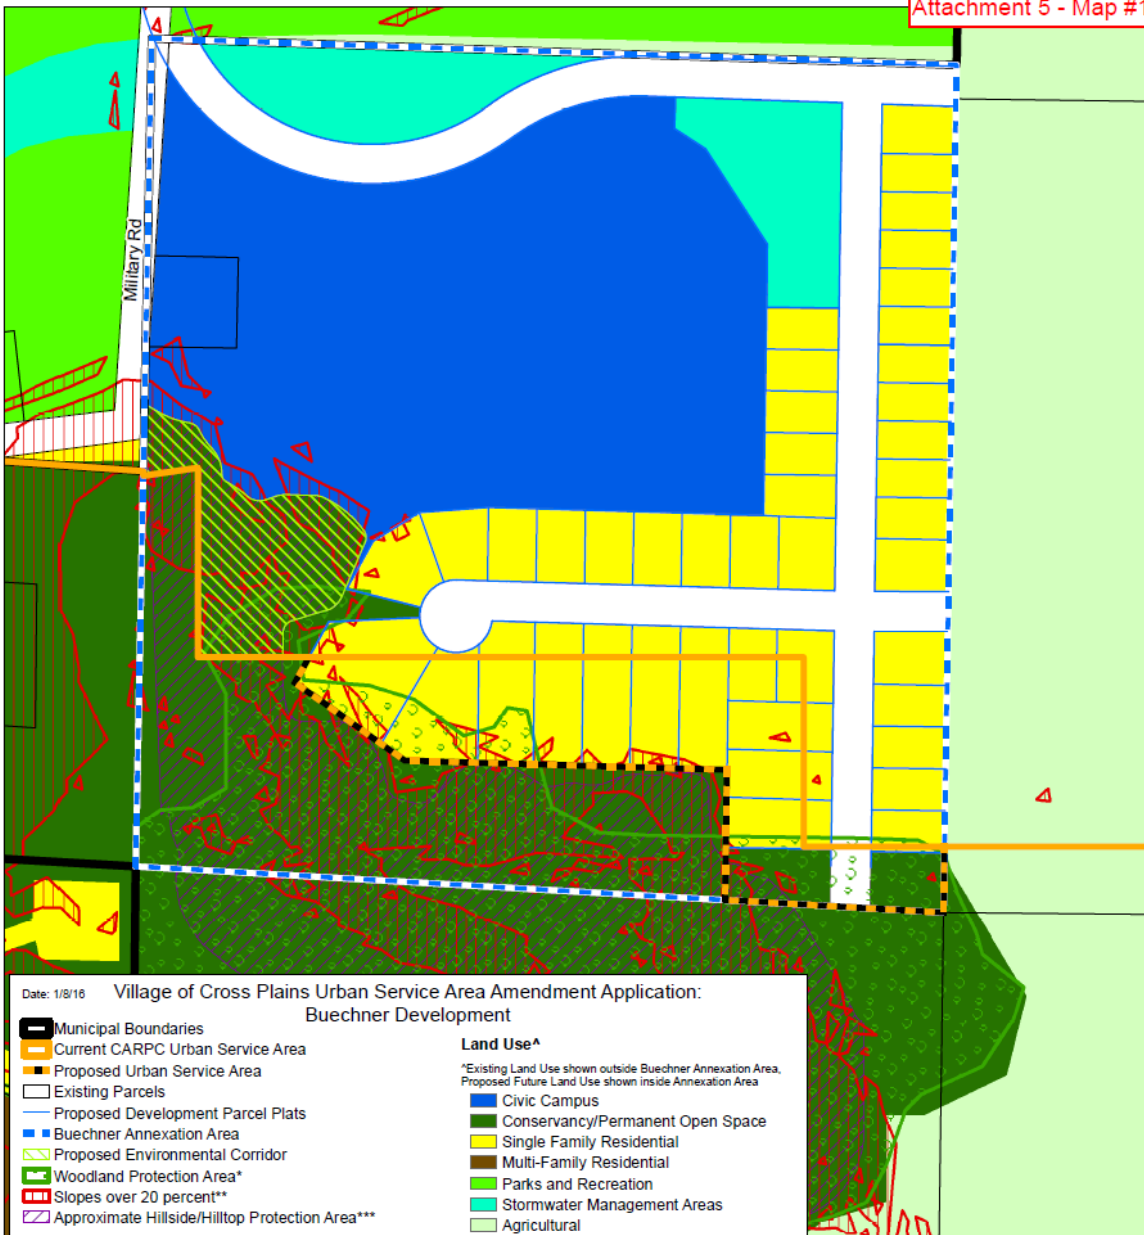 Attachment 5 - Map #1
Military Rd
Date: 1/8/16
Village of Cross Plains Urban Service Area Amendment Application:
Buechner Development
Municipal Boundaries
Current CARPC Urban Service Area
Proposed Urban Service Area
Existing Parcels
Proposed Development Parcel Plats
Buechner Annexation Area
Proposed Environmental Corridor
Woodland Protection Area*
Slopes over 20 percent**
Approximate Hillside/Hilltop Protection Area***
Land Use^
^Existing Land Use shown outside Buechner Annexation Area,
Proposed Future Land Use shown inside Annexation Area
Civic Campus
Conservancy/Permanent Open Space
Single Family Residential
Multi-Family Residential
Parks and Recreation
Stormwater Management Areas
Agricultural